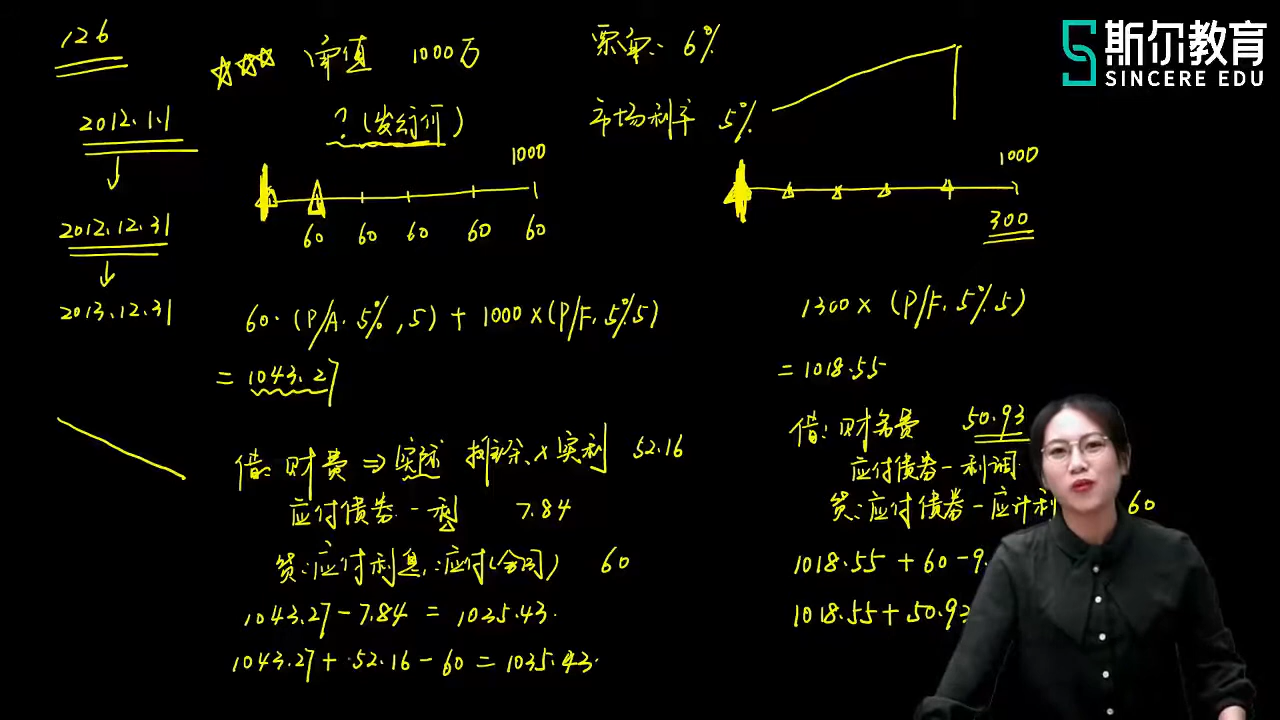 斯尔教育
SINCERE EDU
126
面值 1000万
票率: 6%
2012.1.1
? (发行价)
市场利率 5%
1000
1000
60 60 60 60 60
300
2012.12.31
2013.12.31
60·(P/A,5%,5)+1000×(P/F,5%,5)
=1043.27
1300×(P/F,5%,5)
=1018.55
借:财费⇒实际 摊余×实利 52.16
应付债券-利 7.84
贷:应付利息:应付(合同) 60
1043.27-7.84=1035.43.
1043.27+52.16-60=1035.43.
借:财务费 50.93
应付债券-利调
贷:应付债券-应计利 60
1018.55+60-9.
1018.55+50.93